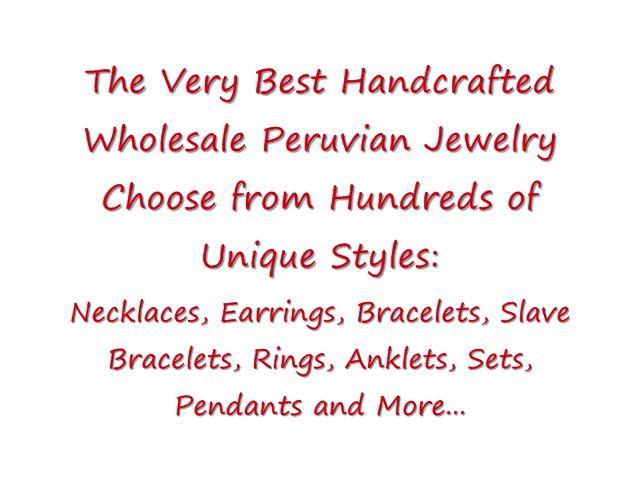 The Very Best Handcrafted
Wholesale Peruvian Jewelry
Choose from Hundreds of
Unique Styles:
Necklaces, Earrings, Bracelets, Slave
Bracelets, Rings, Anklets, Sets,
Pendants and More...